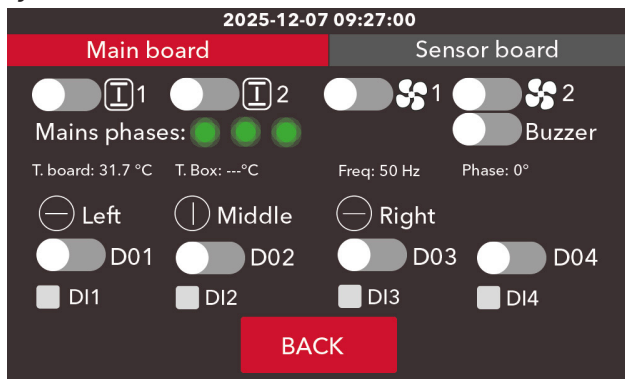 2025-12-07 09:27:00
Main board Sensor board
1 2 1 2
Mains phases: Buzzer
T. board: 31.7 °C T. Box: ---°C Freq: 50 Hz Phase: 0°
Left Middle Right
D01 D02 D03 D04
DI1 DI2 DI3 DI4
BACK